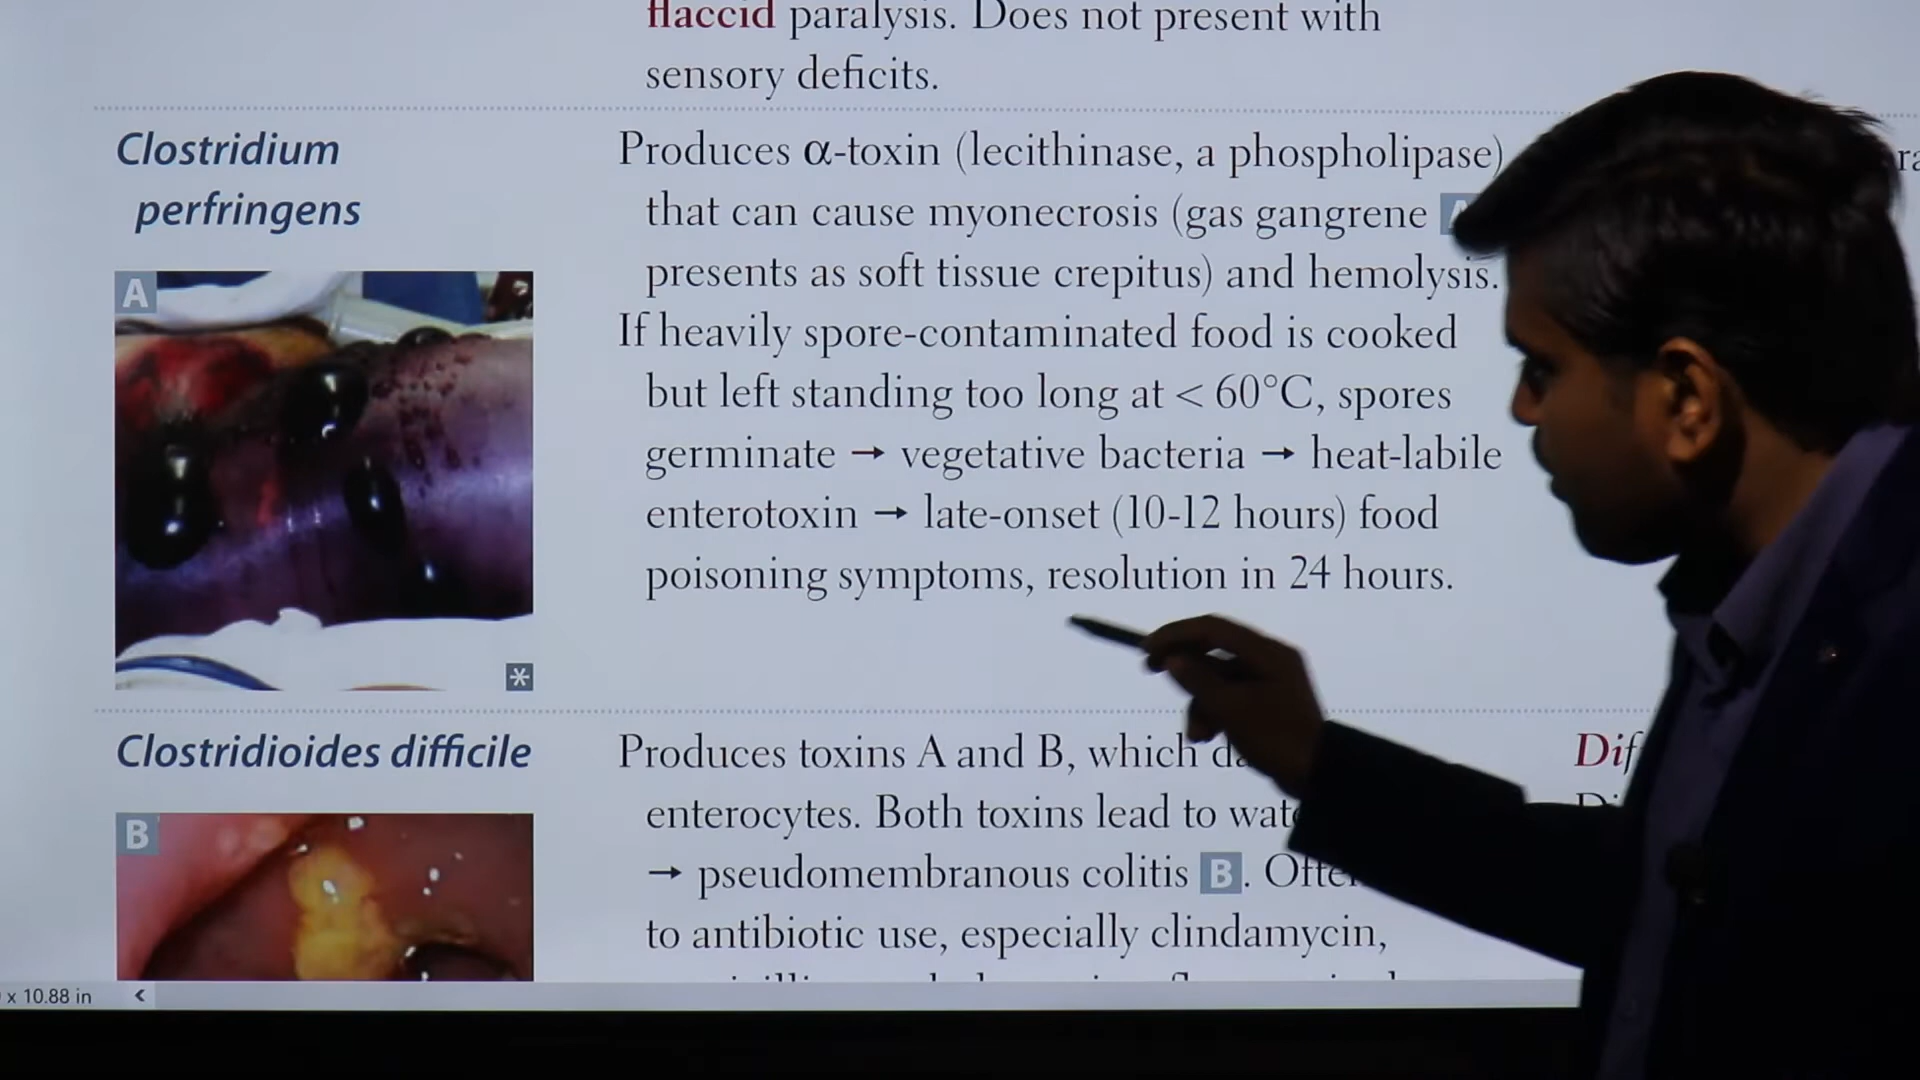 flaccid paralysis. Does not present with
sensory deficits.
Clostridium
perfringens
A
*
Produces α-toxin (lecithinase, a phospholipase)
that can cause myonecrosis (gas gangrene A
presents as soft tissue crepitus) and hemolysis.
If heavily spore-contaminated food is cooked
but left standing too long at < 60°C, spores
germinate → vegetative bacteria → heat-labile
enterotoxin → late-onset (10-12 hours) food
poisoning symptoms, resolution in 24 hours.
Clostridioides difficile
B
Produces toxins A and B, which
enterocytes. Both toxins lead to
→ pseudomembranous colitis B.
to antibiotic use, especially clindamycin,
x 10.88 in